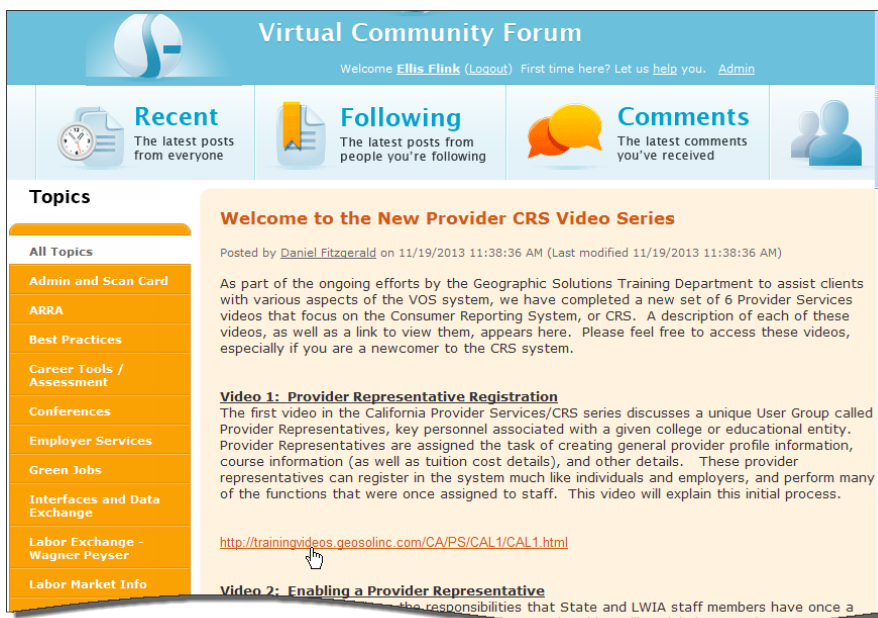 Virtual Community Forum
Welcome Ellis Flink (Logout) First time here? Let us help you. Admin
Recent
The latest posts
from everyone
Following
The latest posts from
people you're following
Comments
The latest comments
you've received
Topics
All Topics
Admin and Scan Card
ARRA
Best Practices
Career Tools /
Assessment
Conferences
Employer Services
Green Jobs
Interfaces and Data
Exchange
Labor Exchange -
Wagner Peyser
Labor Market Info
Welcome to the New Provider CRS Video Series
Posted by Daniel Fitzgerald on 11/19/2013 11:38:36 AM (Last modified 11/19/2013 11:38:36 AM)
As part of the ongoing efforts by the Geographic Solutions Training Department to assist clients
with various aspects of the VOS system, we have completed a new set of 6 Provider Services
videos that focus on the Consumer Reporting System, or CRS.  A description of each of these
videos, as well as a link to view them, appears here.  Please feel free to access these videos,
especially if you are a newcomer to the CRS system.
Video 1:  Provider Representative Registration
The first video in the California Provider Services/CRS series discusses a unique User Group called
Provider Representatives, key personnel associated with a given college or educational entity.
Provider Representatives are assigned the task of creating general provider profile information,
course information (as well as tuition cost details), and other details.   These provider
representatives can register in the system much like individuals and employers, and perform many
of the functions that were once assigned to staff.  This video will explain this initial process.
http://trainingvideos.geosolinc.com/CA/PS/CAL1/CAL1.html
Video 2:  Enabling a Provider Representative
the responsibilities that State and LWIA staff members have once a